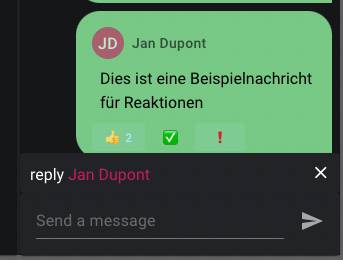 JD Jan Dupont
Dies ist eine Beispielnachricht
für Reaktionen
👍 2 ✅ ❗
reply Jan Dupont
Send a message